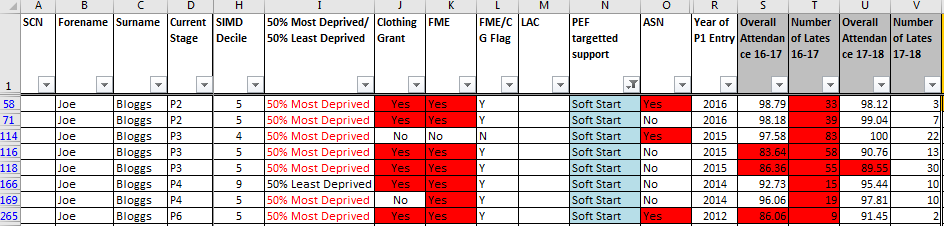 A B C D H I J K L M N O R S T U V
SCN Forename Surname Current Stage SIMD Decile 50% Most Deprived/ 50% Least Deprived Clothing Grant FME FME/C G Flag LAC PEF targetted support ASN Year of P1 Entry Overall Attendan ce 16-17 Number of Lates 16-17 Overall Attendan ce 17-18 Number of Lates 17-18
1
58 Joe Bloggs P2 5 50% Most Deprived Yes Yes Y Soft Start Yes 2016 98.79 33 98.12 3
71 Joe Bloggs P2 5 50% Most Deprived Yes Yes Y Soft Start No 2016 98.18 39 99.04 7
114 Joe Bloggs P3 4 50% Most Deprived No No N Soft Start Yes 2015 97.58 83 100 22
116 Joe Bloggs P3 5 50% Most Deprived Yes Yes Y Soft Start No 2015 83.64 58 90.76 13
118 Joe Bloggs P3 5 50% Most Deprived Yes Yes Y Soft Start No 2015 86.36 55 89.55 30
166 Joe Bloggs P4 9 50% Least Deprived Yes Yes Y Soft Start No 2014 92.73 15 95.44 10
169 Joe Bloggs P4 5 50% Most Deprived No Yes Y Soft Start No 2014 96.06 19 97.81 10
265 Joe Bloggs P6 5 50% Most Deprived Yes Yes Y Soft Start Yes 2012 86.06 9 91.45 2